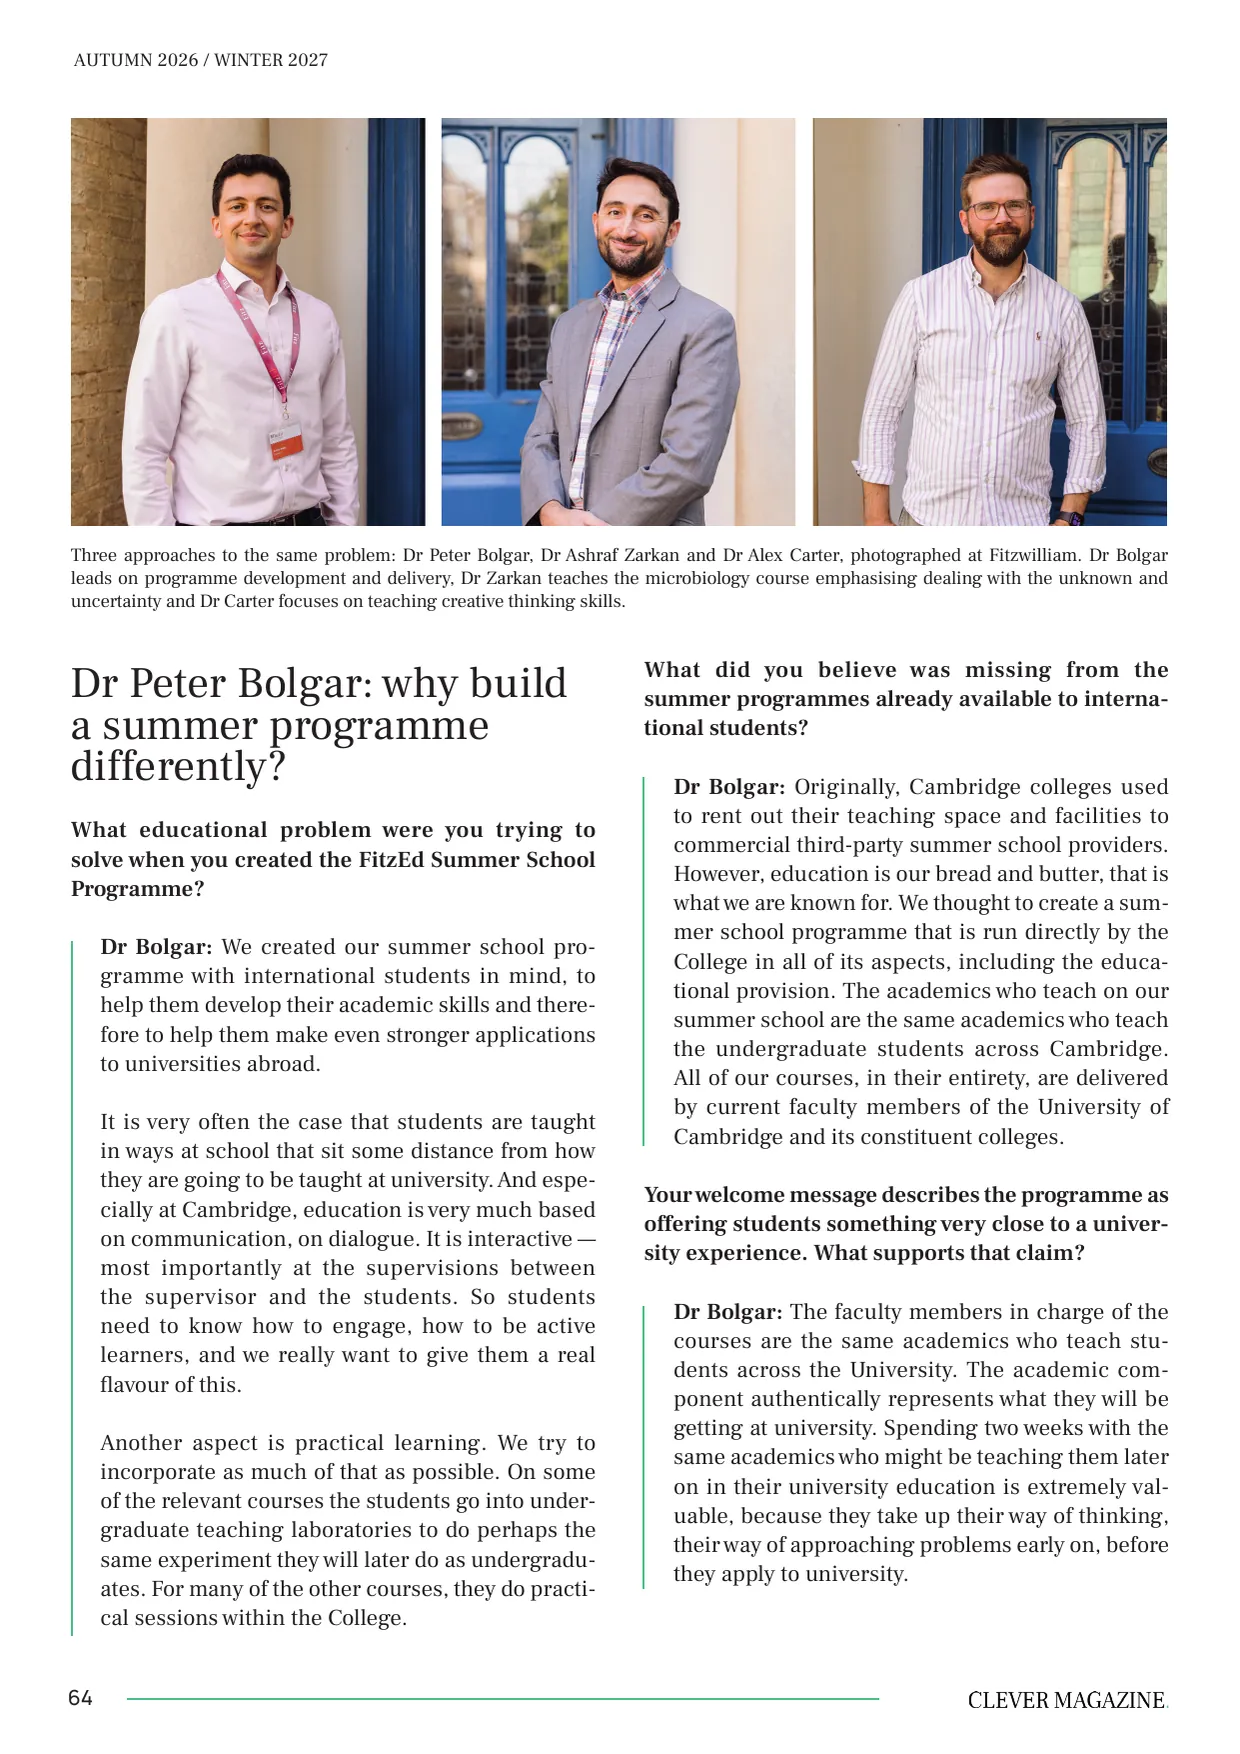 AUTUMN 2026 / WINTER 2027
Three approaches to the same problem: Dr Peter Bolgar, Dr Ashraf Zarkan and Dr Alex Carter, photographed at Fitzwilliam. Dr Bolgar
leads on programme development and delivery, Dr Zarkan teaches the microbiology course emphasising dealing with the unknown and
uncertainty and Dr Carter focuses on teaching creative thinking skills.
Dr Peter Bolgar: why build
a summer programme
differently?
What educational problem were you trying to
solve when you created the FitzEd Summer School
Programme?
Dr Bolgar: We created our summer school pro-
gramme with international students in mind, to
help them develop their academic skills and there-
fore to help them make even stronger applications
to universities abroad.
It is very often the case that students are taught
in ways at school that sit some distance from how
they are going to be taught at university. And espe-
cially at Cambridge, education is very much based
on communication, on dialogue. It is interactive —
most importantly at the supervisions between
the supervisor and the students. So students
need to know how to engage, how to be active
learners, and we really want to give them a real
flavour of this.
Another aspect is practical learning. We try to
incorporate as much of that as possible. On some
of the relevant courses the students go into under-
graduate teaching laboratories to do perhaps the
same experiment they will later do as undergradu-
ates. For many of the other courses, they do practi-
cal sessions within the College.
What did you believe was missing from the
summer programmes already available to interna-
tional students?
Dr Bolgar: Originally, Cambridge colleges used
to rent out their teaching space and facilities to
commercial third-party summer school providers.
However, education is our bread and butter, that is
what we are known for. We thought to create a sum-
mer school programme that is run directly by the
College in all of its aspects, including the educa-
tional provision. The academics who teach on our
summer school are the same academics who teach
the undergraduate students across Cambridge.
All of our courses, in their entirety, are delivered
by current faculty members of the University of
Cambridge and its constituent colleges.
Your welcome message describes the programme as
offering students something very close to a univer-
sity experience. What supports that claim?
Dr Bolgar: The faculty members in charge of the
courses are the same academics who teach stu-
dents across the University. The academic com-
ponent authentically represents what they will be
getting at university. Spending two weeks with the
same academics who might be teaching them later
on in their university education is extremely val-
uable, because they take up their way of thinking,
their way of approaching problems early on, before
they apply to university.
64
CLEVER MAGAZINE.